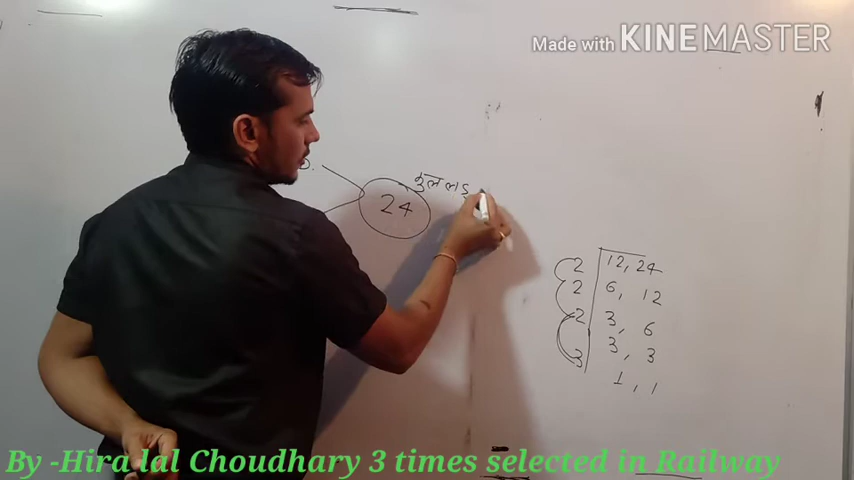 Made with KINEMASTER
24
कुल
2 | 12, 24
2 | 6, 12
2 | 3, 6
3 | 3, 3
1, 1
By -Hira lal Choudhary 3 times selected in Railway